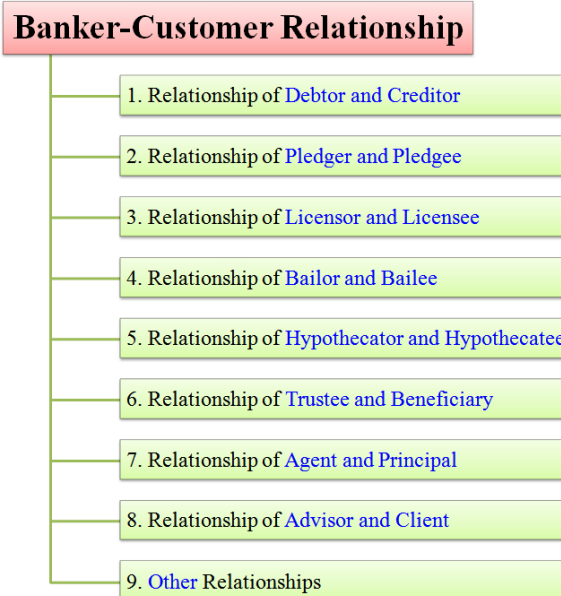 Banker-Customer Relationship
1. Relationship of Debtor and Creditor
2. Relationship of Pledger and Pledgee
3. Relationship of Licensor and Licensee
4. Relationship of Bailor and Bailee
5. Relationship of Hypothecator and Hypothecatee
6. Relationship of Trustee and Beneficiary
7. Relationship of Agent and Principal
8. Relationship of Advisor and Client
9. Other Relationships